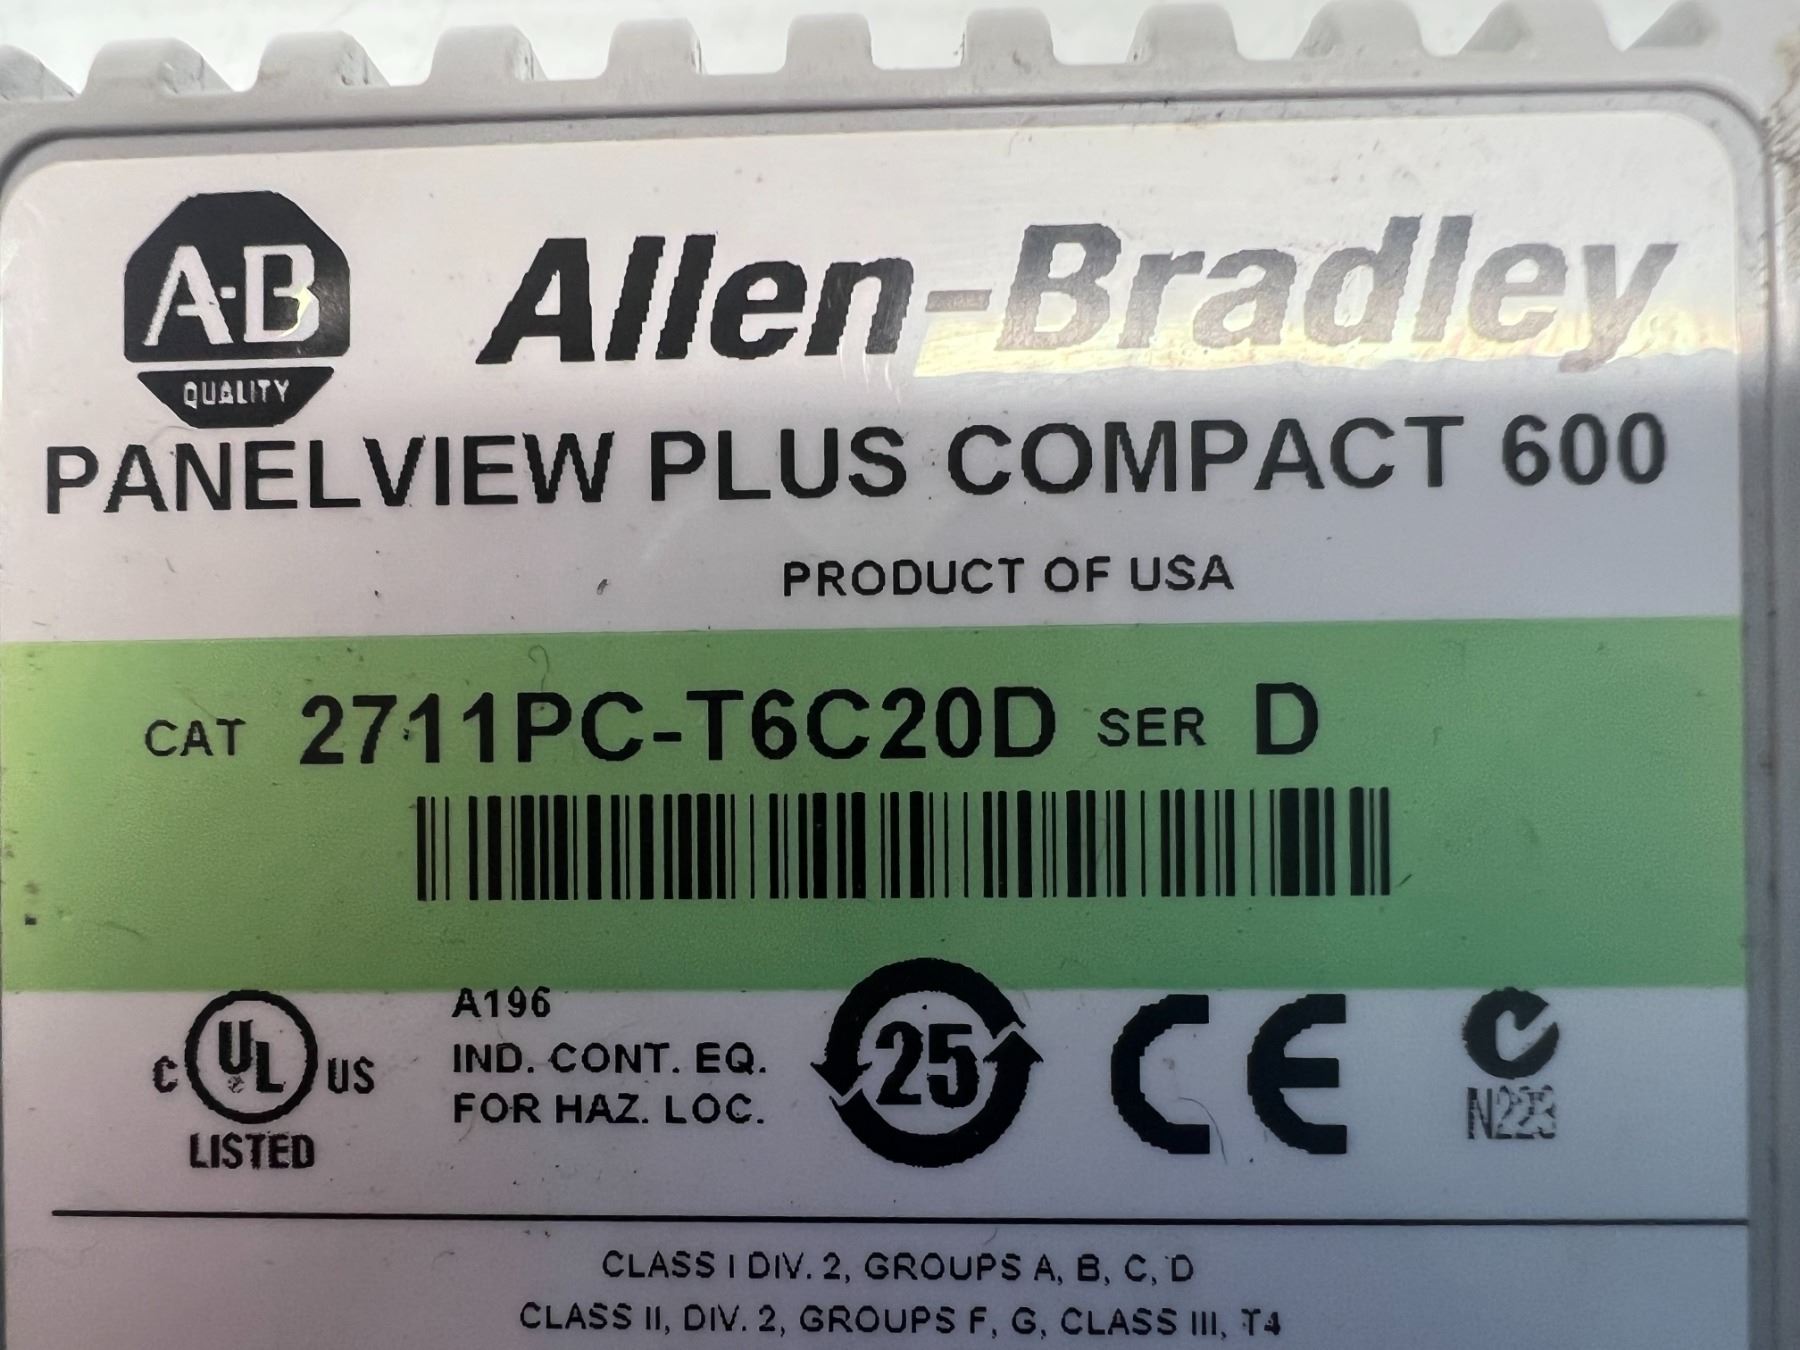 A-B
QUALITY
Allen-Bradley
PANELVIEW PLUS COMPACT 600
PRODUCT OF USA
CAT 2711PC-T6C20D SER D
C UL US
LISTED
A196
IND. CONT. EQ.
FOR HAZ. LOC.
25
CE
N223
CLASS I DIV. 2, GROUPS A, B, C, D
CLASS II, DIV. 2, GROUPS F, G, CLASS III, T4